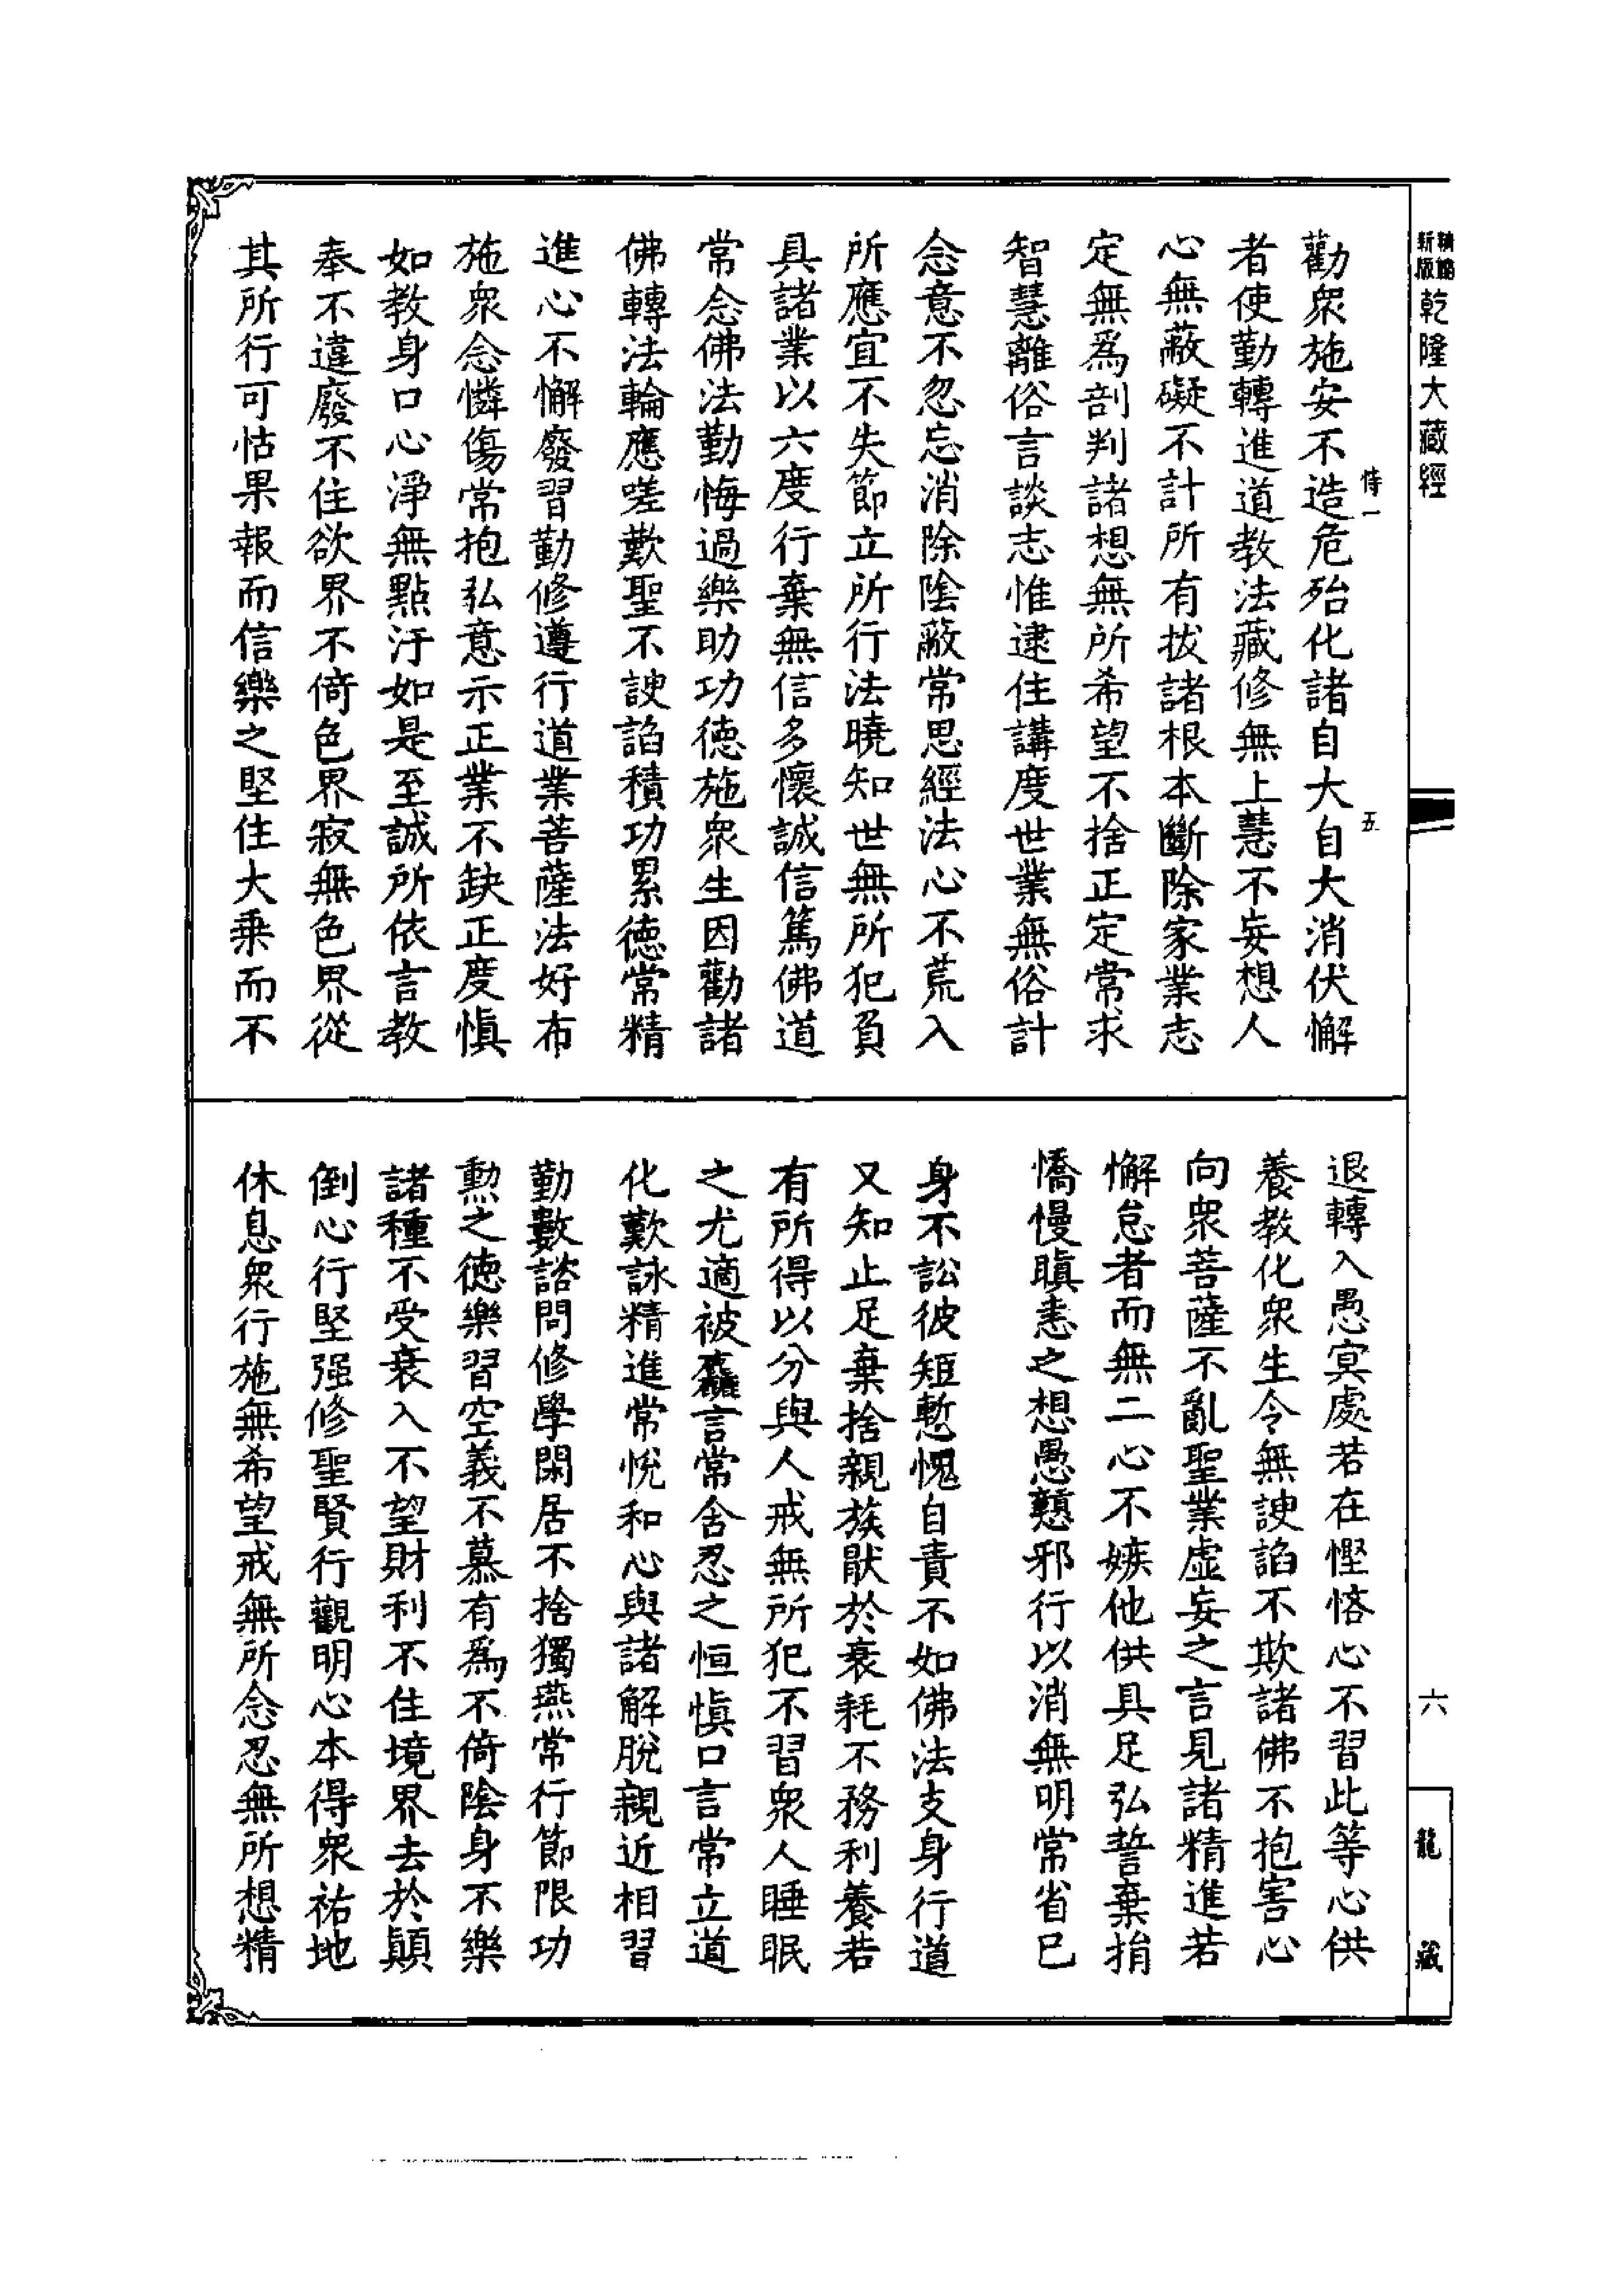 新版
精縮
乾隆大藏經
恃一
五
勸衆施安不造危殆化諸自大自大消伏懈
者使勤轉進道教法藏修無上慧不妄想人
心無蔽礙不計所有拔諸根本斷除家業志
定無爲剖判諸想無所希望不捨正定常求
智慧離俗言談志惟逮住講度世業無俗計
念意不忽忘消除陰蔽常思經法心不荒入
所應宜不失節立所行法曉知世無所犯負
具諸業以六度行棄無信多懷誠信篤佛道
常念佛法勤悔過樂助功德施衆生因勸諸
佛轉法輪應嗟歎聖不諛諂積功累德常精
進心不懈廢習勤修遵行道業菩薩法好布
施衆念憐傷常抱弘意示正業不缺正度愼
如教身口心淨無點汙如是至誠所依言教
奉不違廢不住欲界不倚色界寂無色界從
其所行可怙果報而信樂之堅住大乘而不
退轉入愚冥處若在慳悋心不習此等心供
養教化衆生令無諛諂不欺諸佛不抱害心
向衆菩薩不亂聖業虛妄之言見諸精進若
懈怠者而無二心不嫉他供具足弘誓棄捐
憍慢瞋恚之想愚戇邪行以消無明常省己
身不訟彼短慙愧自責不如佛法支身行道
又知止足棄捨親族猒於衰耗不務利養若
有所得以分與人戒無所犯不習衆人睡眠
之尤適被麤言常含忍之恒愼口言常立道
化歎詠精進常悅和心與諸解脫親近相習
勤數諮問修學閑居不捨獨燕常行節限功
勲之德樂習空義不慕有爲不倚陰身不樂
諸種不受衰入不望財利不住境界去於顚
倒心行堅强修聖賢行觀明心本得衆祐地
休息衆行施無希望戒無所念忍無所想精
六
龍藏